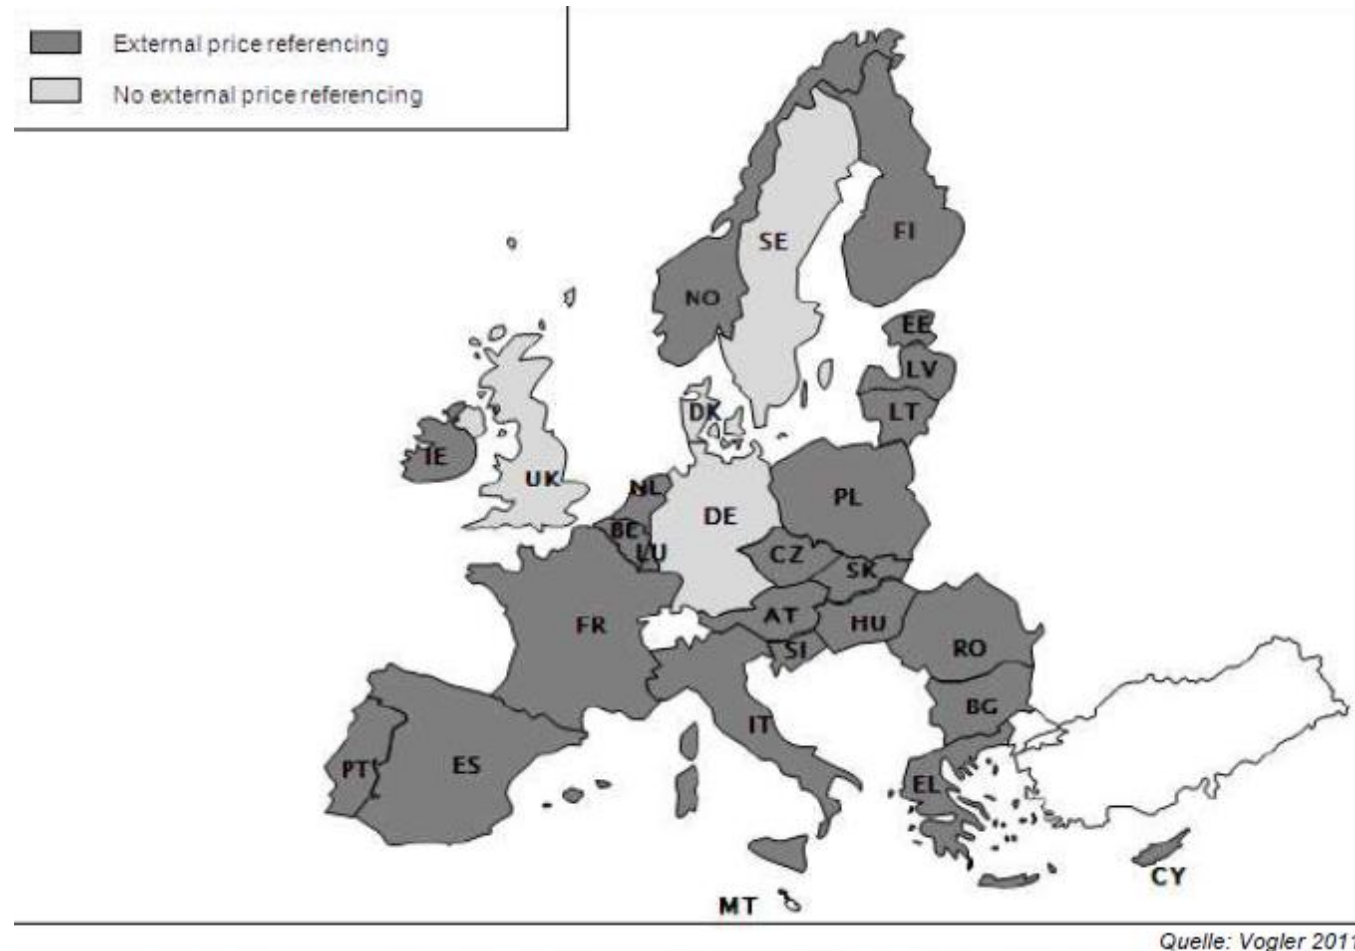 External price referencing
No external price referencing
SE
FI
NO
EE
LV
DK
LT
IE
UK
NL
PL
DE
BE
LU
CZ
SK
AT
HU
FR
SI
RO
BG
IT
PT
ES
EL
CY
MT
Quelle: Vogler 2011